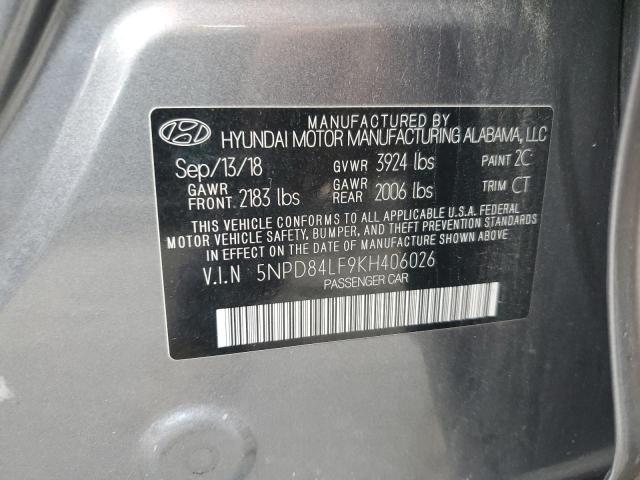 MANUFACTURED BY
HYUNDAI MOTOR MANUFACTURING ALABAMA, LLC
Sep/13/18 GVWR 3924 lbs PAINT 2C
GAWR FRONT 2183 lbs GAWR REAR 2006 lbs TRIM CT
THIS VEHICLE CONFORMS TO ALL APPLICABLE U.S.A. FEDERAL
MOTOR VEHICLE SAFETY, BUMPER, AND THEFT PREVENTION STANDARDS
IN EFFECT ON THE DATE OF MANUFACTURE SHOWN ABOVE.
V.I.N 5NPD84LF9KH406026
PASSENGER CAR